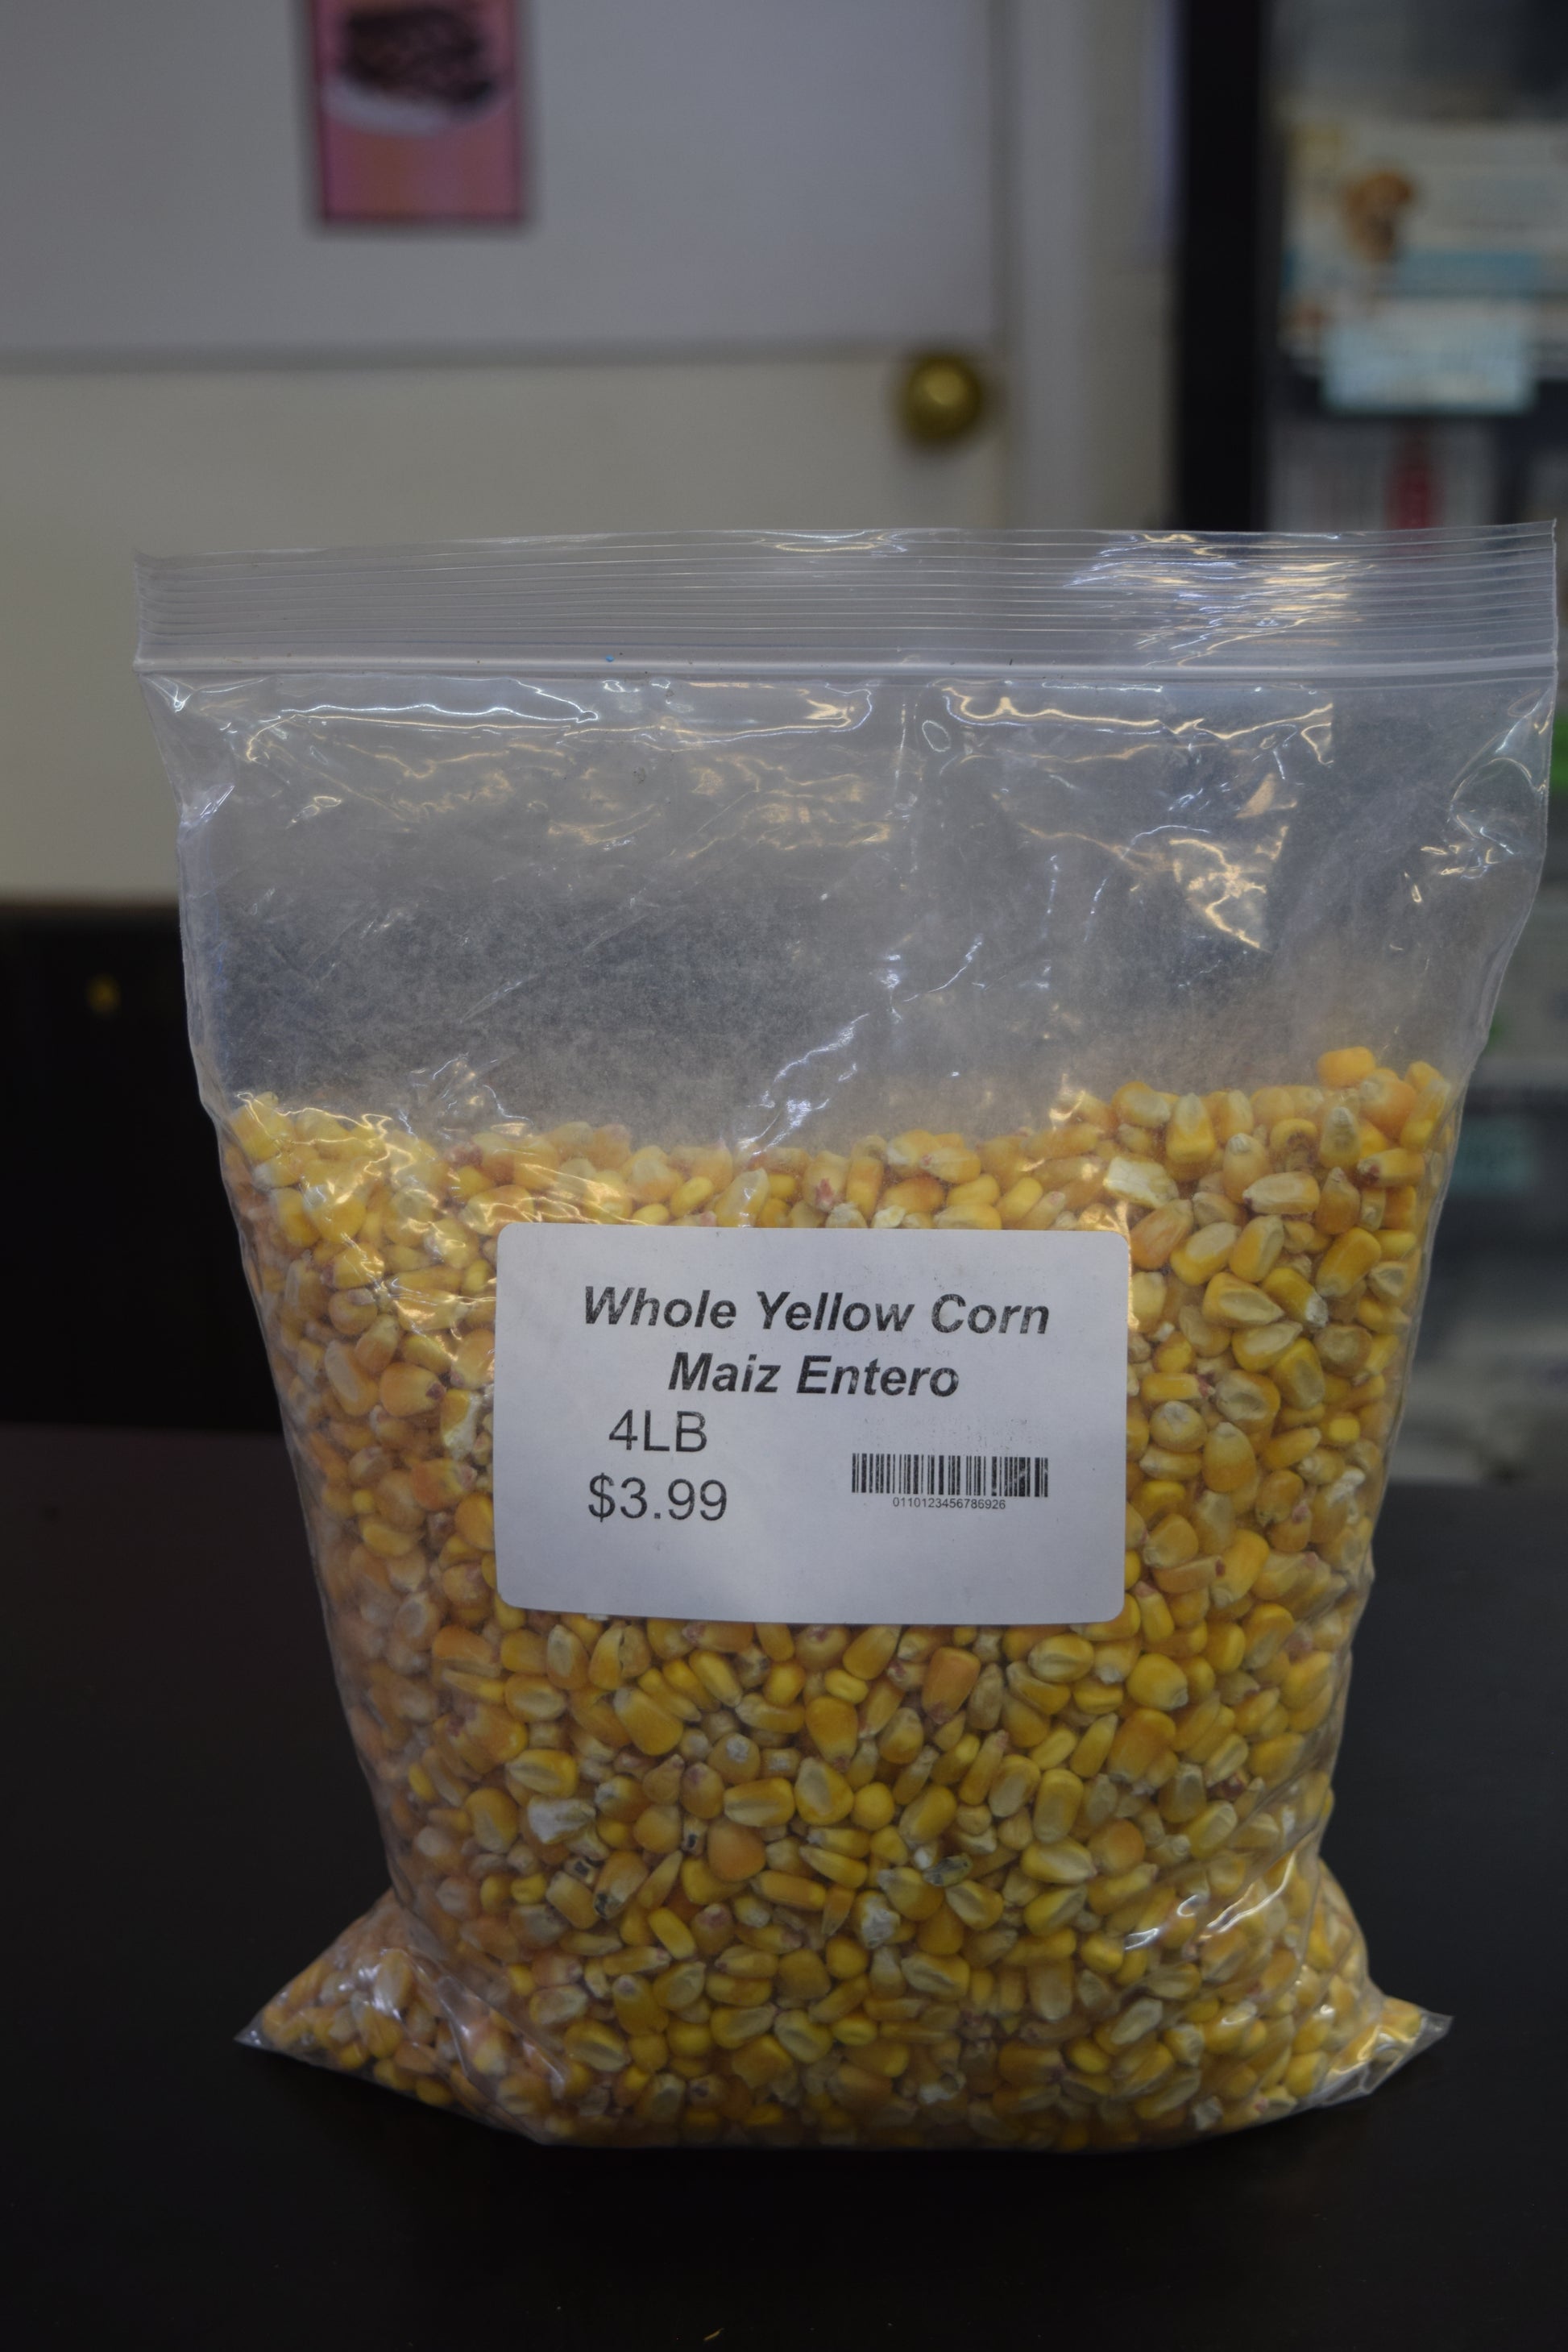 Whole Yellow Corn
Maiz Entero
4LB
$3.99
0110123456786926